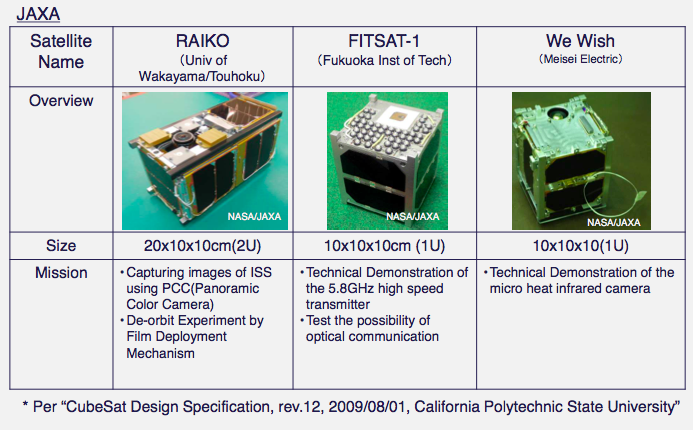 JAXA
Satellite Name
RAIKO
(Univ of Wakayama/Touhoku)
FITSAT-1
(Fukuoka Inst of Tech)
We Wish
(Meisei Electric)
Overview
NASA/JAXA
NASA/JAXA
NASA/JAXA
Size
20x10x10cm(2U)
10x10x10cm (1U)
10x10x10(1U)
Mission
•Capturing images of ISS
using PCC(Panoramic
Color Camera)
•De-orbit Experiment by
Film Deployment
Mechanism
•Technical Demonstration of
the 5.8GHz high speed
transmitter
•Test the possibility of
optical communication
•Technical Demonstration of the
micro heat infrared camera
* Per “CubeSat Design Specification, rev.12, 2009/08/01, California Polytechnic State University”